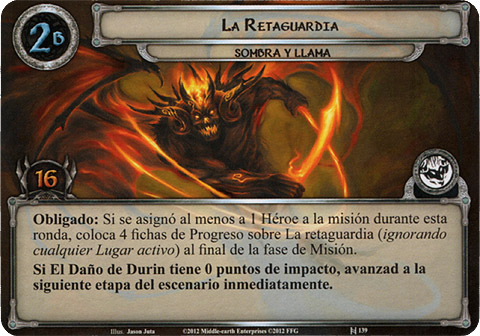 2B
LA RETAGUARDIA
SOMBRA Y LLAMA
16
Obligado: Si se asignó al menos a 1 Héroe a la misión durante esta
ronda, coloca 4 fichas de Progreso sobre La retaguardia (ignorando
cualquier Lugar activo) al final de la fase de Misión.
Si El Daño de Durin tiene 0 puntos de impacto, avanzad a la
siguiente etapa del escenario inmediatamente.
Illus. Jason Juta
©2012 Middle-earth Enterprises ©2012 FFG
139